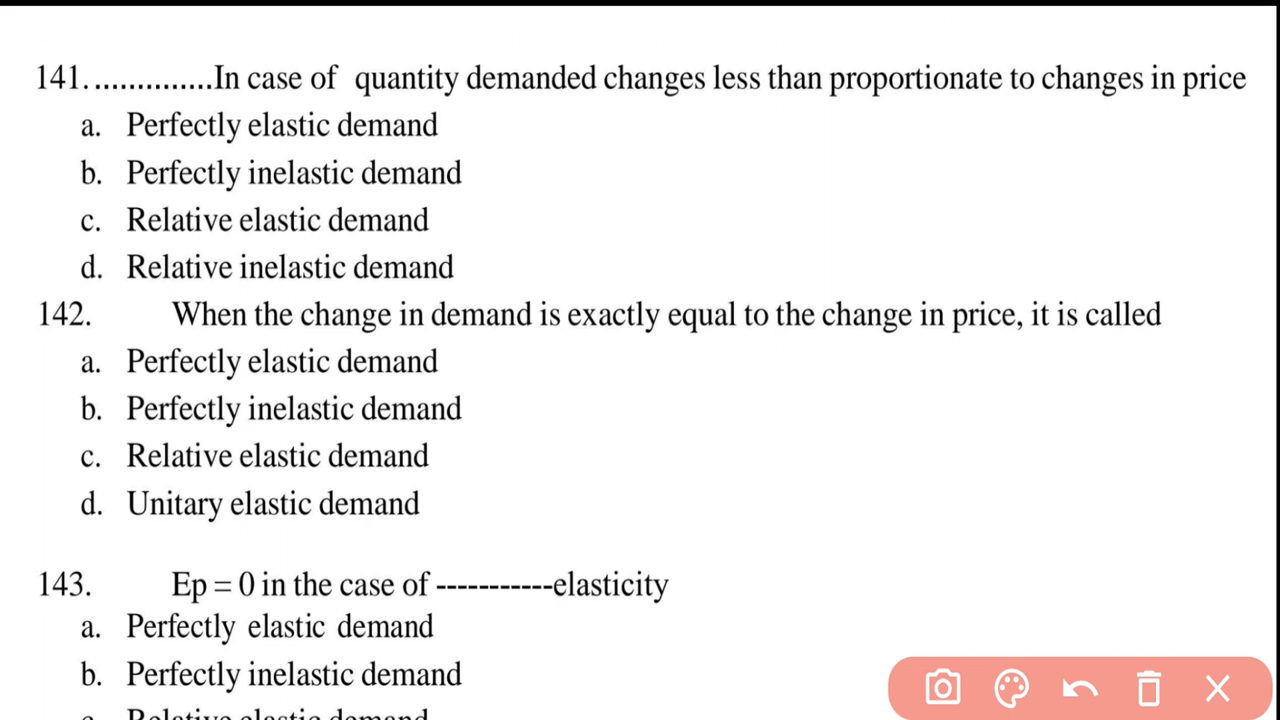 141...............In case of quantity demanded changes less than proportionate to changes in price
a. Perfectly elastic demand
b. Perfectly inelastic demand
c. Relative elastic demand
d. Relative inelastic demand
142. When the change in demand is exactly equal to the change in price, it is called
a. Perfectly elastic demand
b. Perfectly inelastic demand
c. Relative elastic demand
d. Unitary elastic demand
143. Ep = 0 in the case of -----------elasticity
a. Perfectly elastic demand
b. Perfectly inelastic demand
c. Relative elastic demand